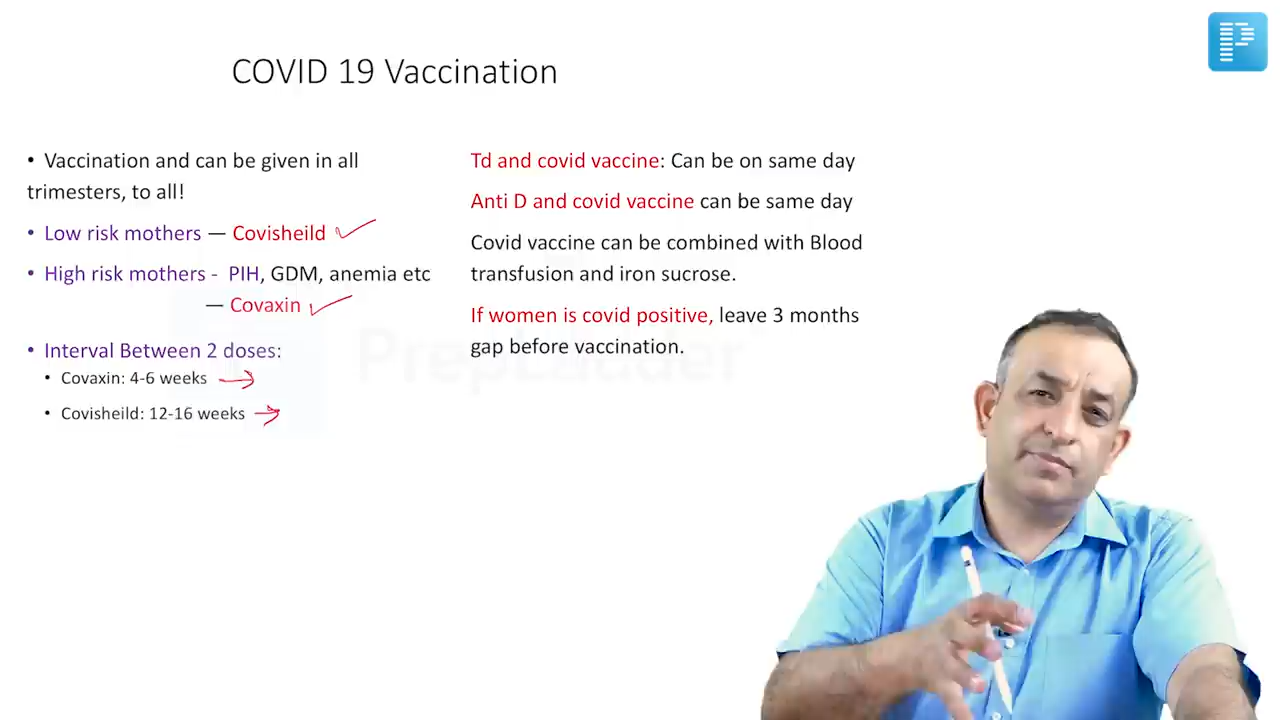 COVID 19 Vaccination
• Vaccination and can be given in all
trimesters, to all!
• Low risk mothers — Covisheild
• High risk mothers - PIH, GDM, anemia etc
— Covaxin
• Interval Between 2 doses:
• Covaxin: 4-6 weeks
• Covisheild: 12-16 weeks
Td and covid vaccine: Can be on same day
Anti D and covid vaccine can be same day
Covid vaccine can be combined with Blood
transfusion and iron sucrose.
If women is covid positive, leave 3 months
gap before vaccination.
PrepLadder
P